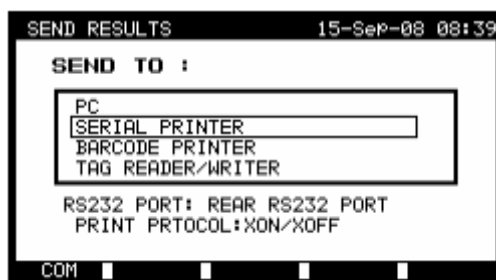 SEND RESULTS 15-Sep-08 08:39
SEND TO :
PC
SERIAL PRINTER
BARCODE PRINTER
TAG READER/WRITER
RS232 PORT: REAR RS232 PORT
PRINT PRTOCOL:XON/XOFF
COM